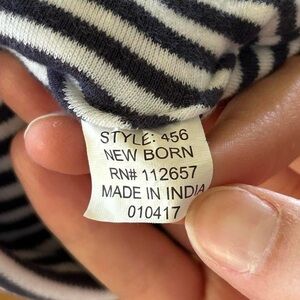 STYLE: 456
NEW BORN
RN# 112657
MADE IN INDIA
010417